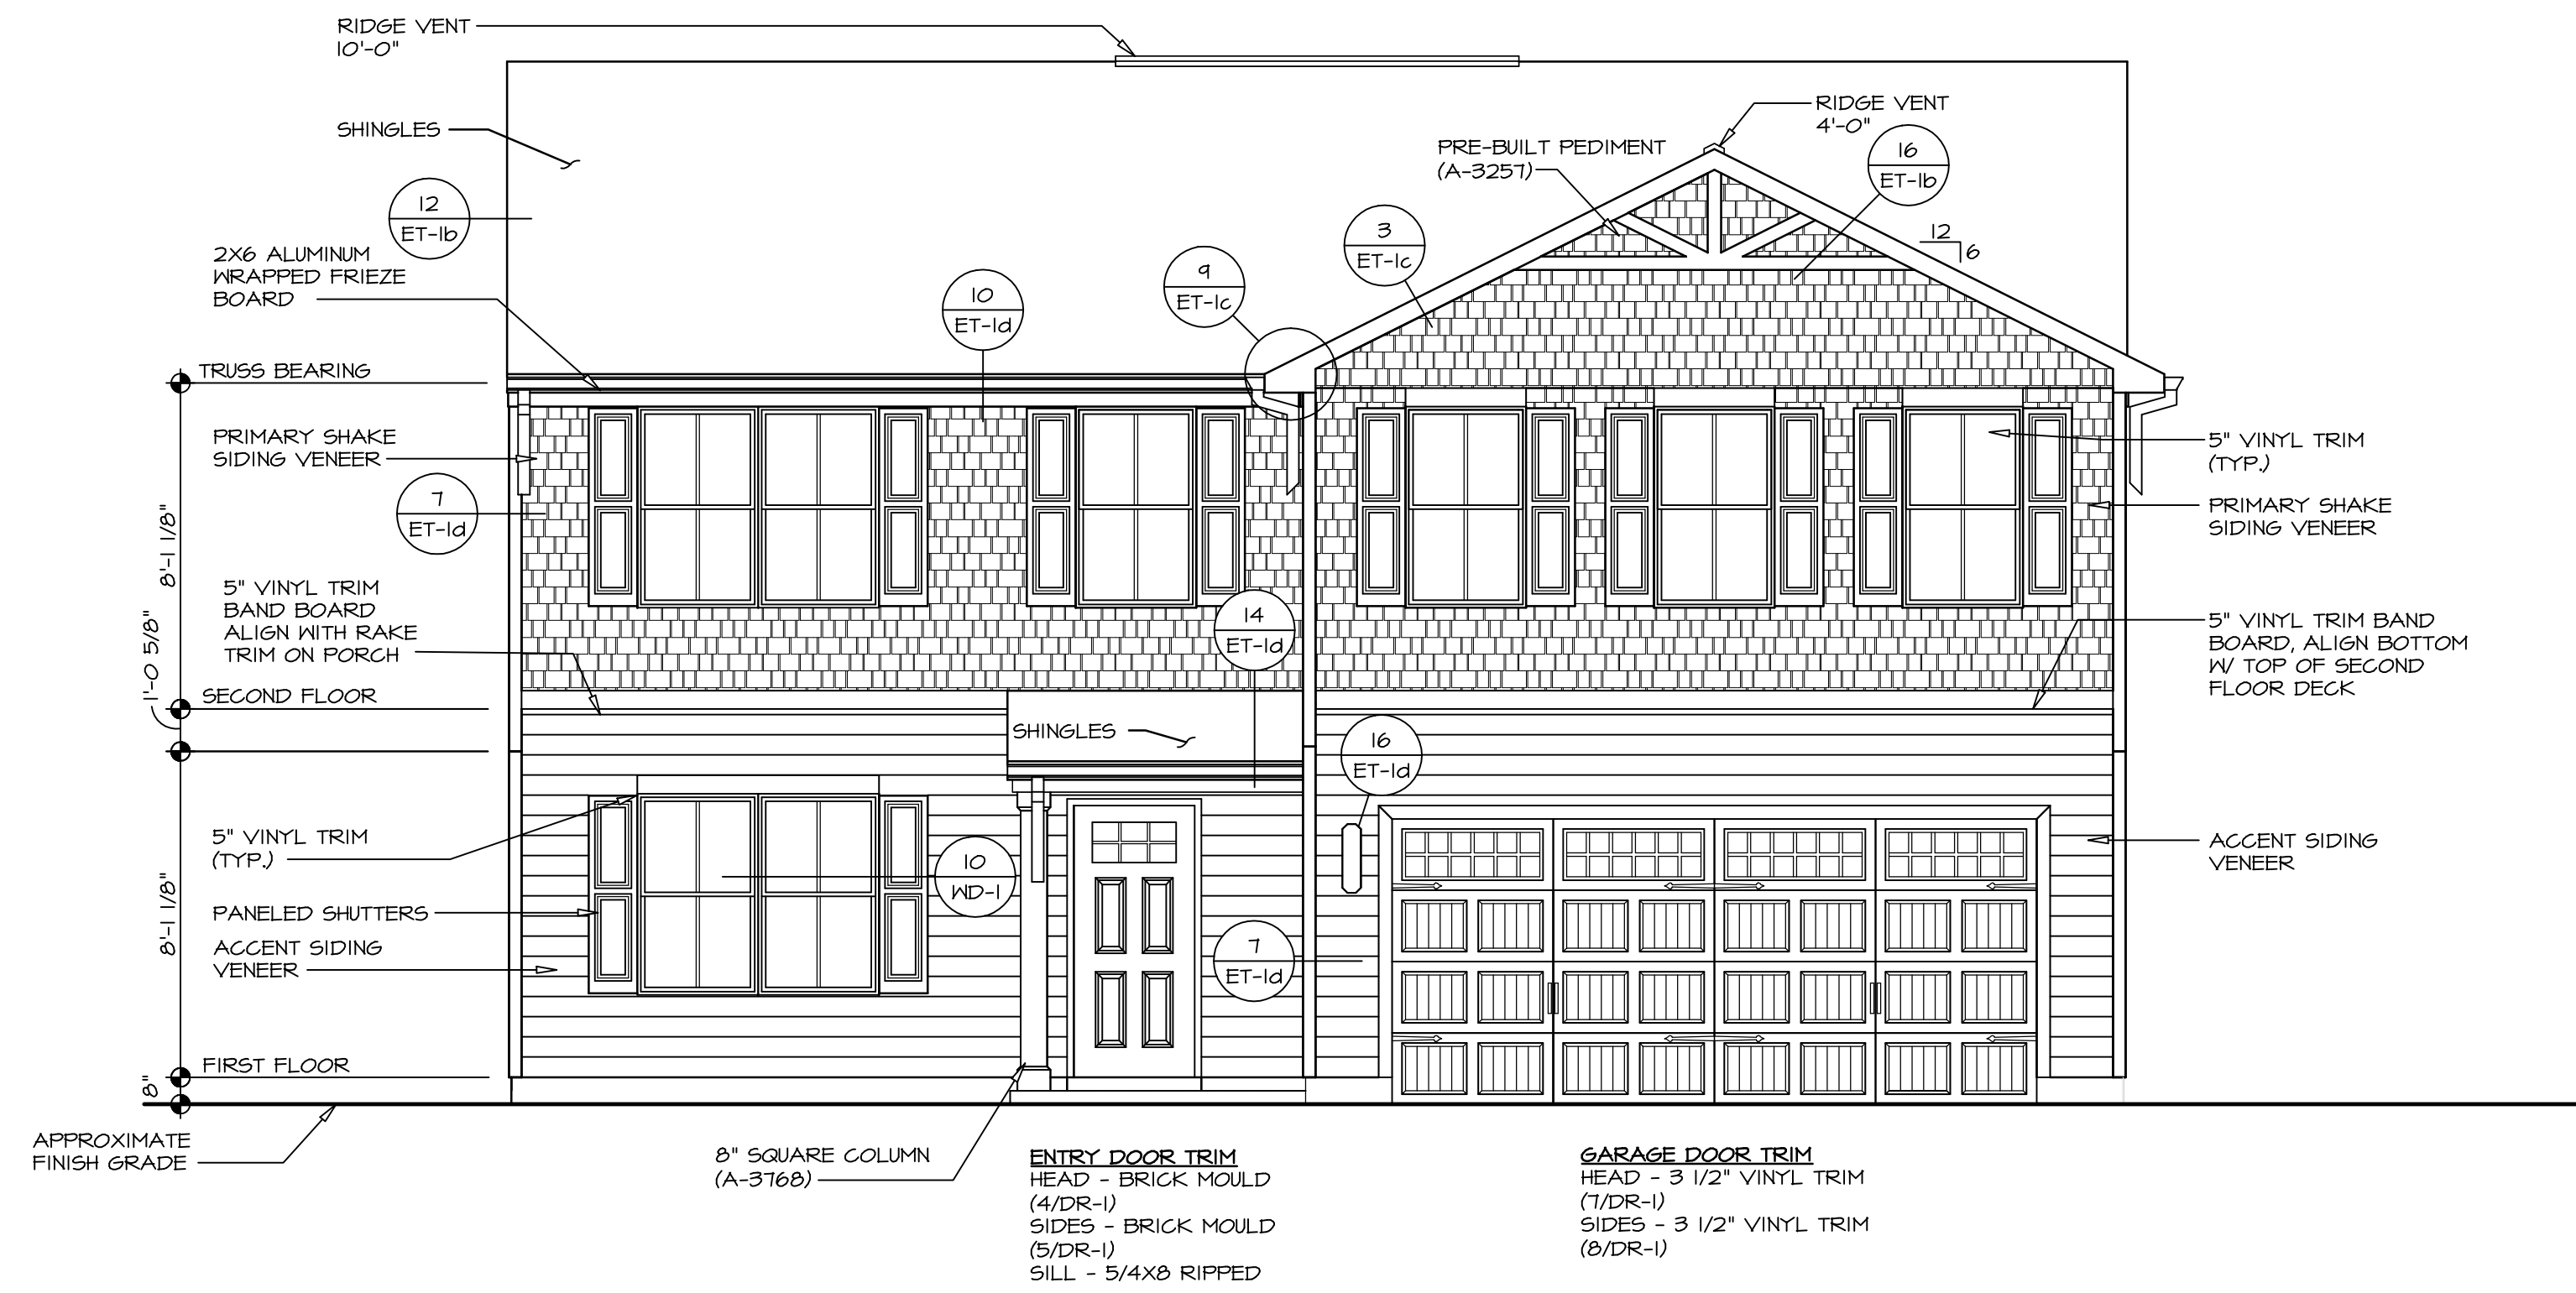 RIDGE VENT
10'-0"
SHINGLES
12
ET-1b
2X6 ALUMINUM
WRAPPED FRIEZE
BOARD
TRUSS BEARING
PRIMARY SHAKE
SIDING VENEER
7
ET-1d
8'-1 1/8"
5" VINYL TRIM
BAND BOARD
ALIGN WITH RAKE
TRIM ON PORCH
1'-0 5/8"
SECOND FLOOR
5" VINYL TRIM
(TYP.)
8'-1 1/8"
PANELED SHUTTERS
ACCENT SIDING
VENEER
FIRST FLOOR
8"
APPROXIMATE
FINISH GRADE
10
ET-1d
9
ET-1c
3
ET-1c
PRE-BUILT PEDIMENT
(A-3257)
RIDGE VENT
4'-0"
16
ET-1b
12
6
14
ET-1d
SHINGLES
16
ET-1d
10
WD-1
7
ET-1d
5" VINYL TRIM
(TYP.)
PRIMARY SHAKE
SIDING VENEER
5" VINYL TRIM BAND
BOARD, ALIGN BOTTOM
W/ TOP OF SECOND
FLOOR DECK
ACCENT SIDING
VENEER
8" SQUARE COLUMN
(A-3768)
ENTRY DOOR TRIM
HEAD - BRICK MOULD
(4/DR-1)
SIDES - BRICK MOULD
(5/DR-1)
SILL - 5/4X8 RIPPED
GARAGE DOOR TRIM
HEAD - 3 1/2" VINYL TRIM
(7/DR-1)
SIDES - 3 1/2" VINYL TRIM
(8/DR-1)